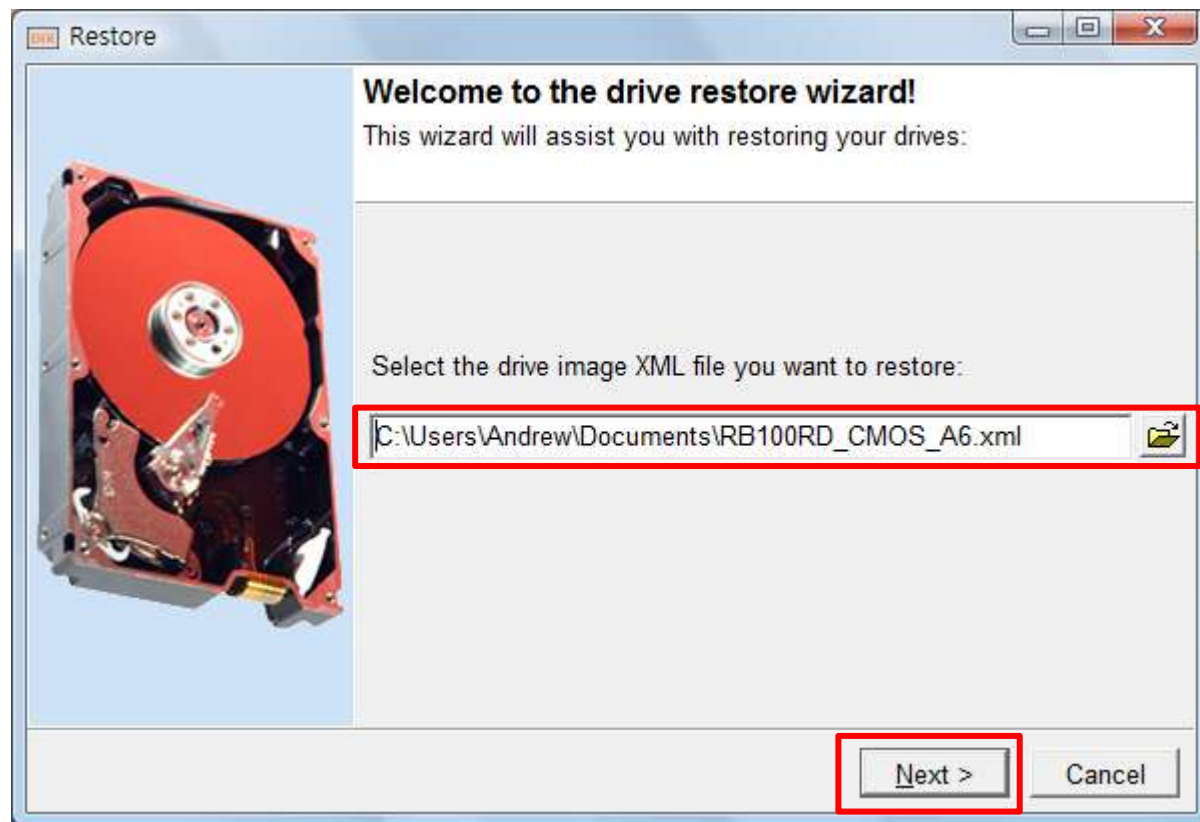 Restore
Welcome to the drive restore wizard!
This wizard will assist you with restoring your drives:
Select the drive image XML file you want to restore:
C:\Users\Andrew\Documents\RB100RD_CMOS_A6.xml
Next >
Cancel